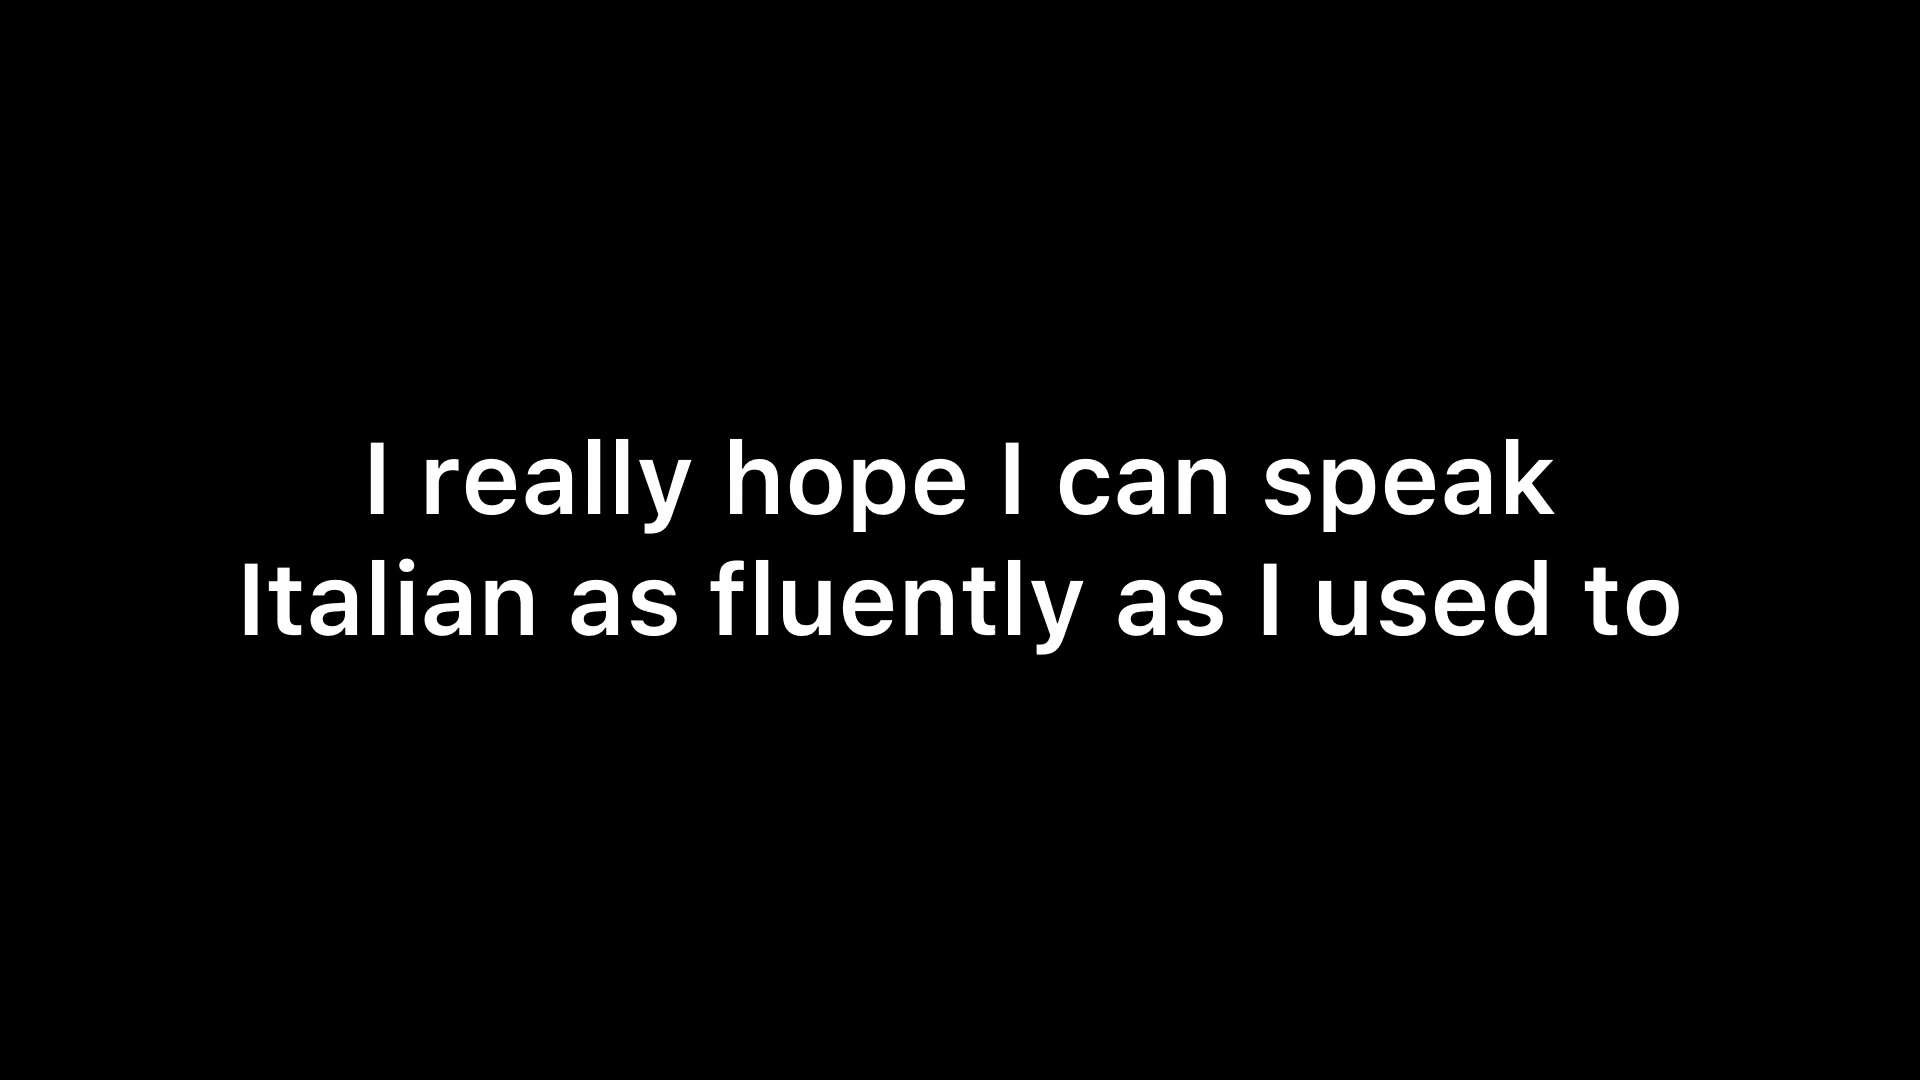 I really hope I can speak
Italian as fluently as I used to